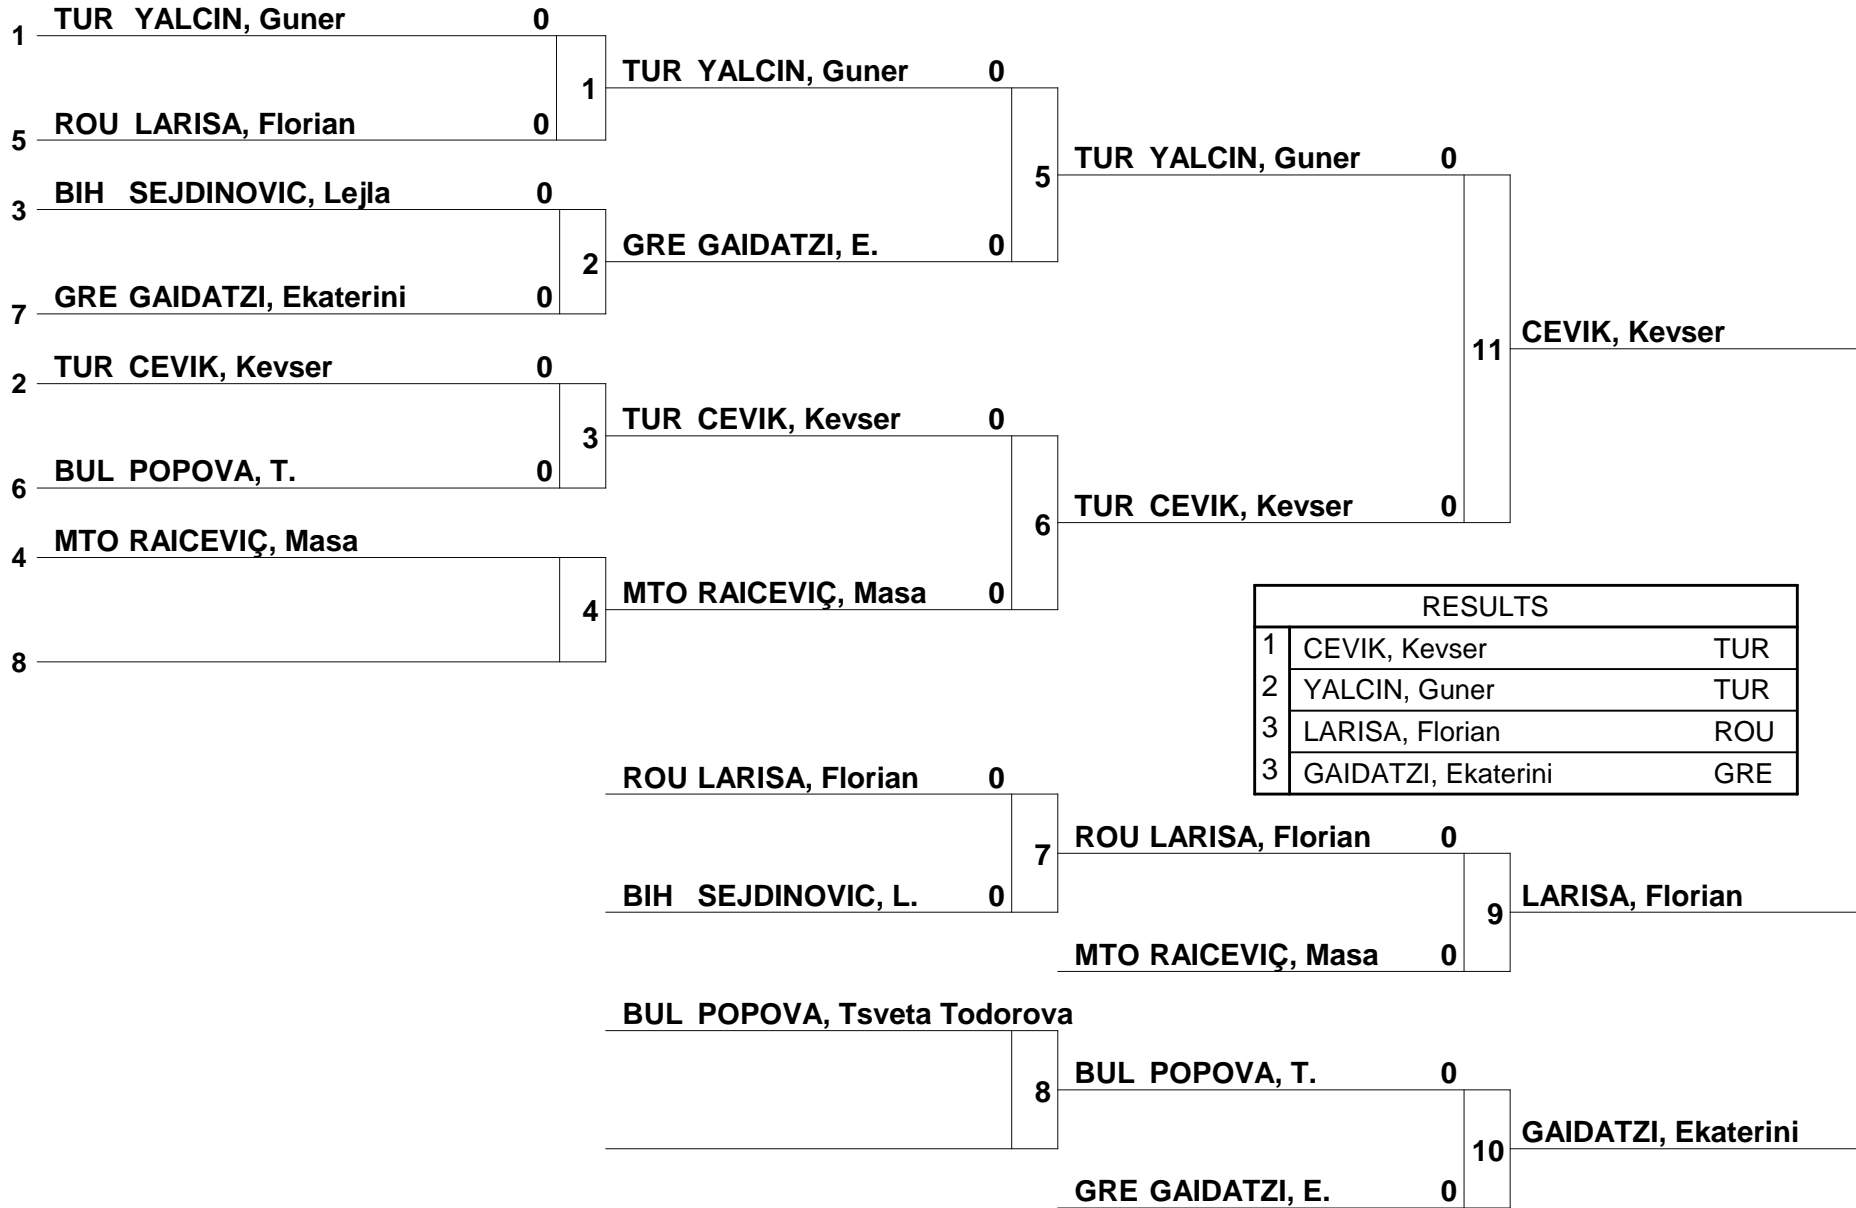 1 TUR YALCIN, Guner 0
5 ROU LARISA, Florian 0
1
3 BIH SEJDINOVIC, Lejla 0
7 GRE GAIDATZI, Ekaterini 0
2
2 TUR CEVIK, Kevser 0
6 BUL POPOVA, T. 0
3
4 MTO RAICEVIÇ, Masa
8
4
TUR YALCIN, Guner 0
GRE GAIDATZI, E. 0
5
TUR CEVIK, Kevser 0
MTO RAICEVIÇ, Masa 0
6
TUR YALCIN, Guner 0
TUR CEVIK, Kevser 0
11
CEVIK, Kevser
RESULTS
1 CEVIK, Kevser TUR
2 YALCIN, Guner TUR
3 LARISA, Florian ROU
3 GAIDATZI, Ekaterini GRE
ROU LARISA, Florian 0
BIH SEJDINOVIC, L. 0
7
ROU LARISA, Florian 0
MTO RAICEVIÇ, Masa 0
9
LARISA, Florian
BUL POPOVA, Tsveta Todorova
8
BUL POPOVA, T. 0
GRE GAIDATZI, E. 0
10
GAIDATZI, Ekaterini